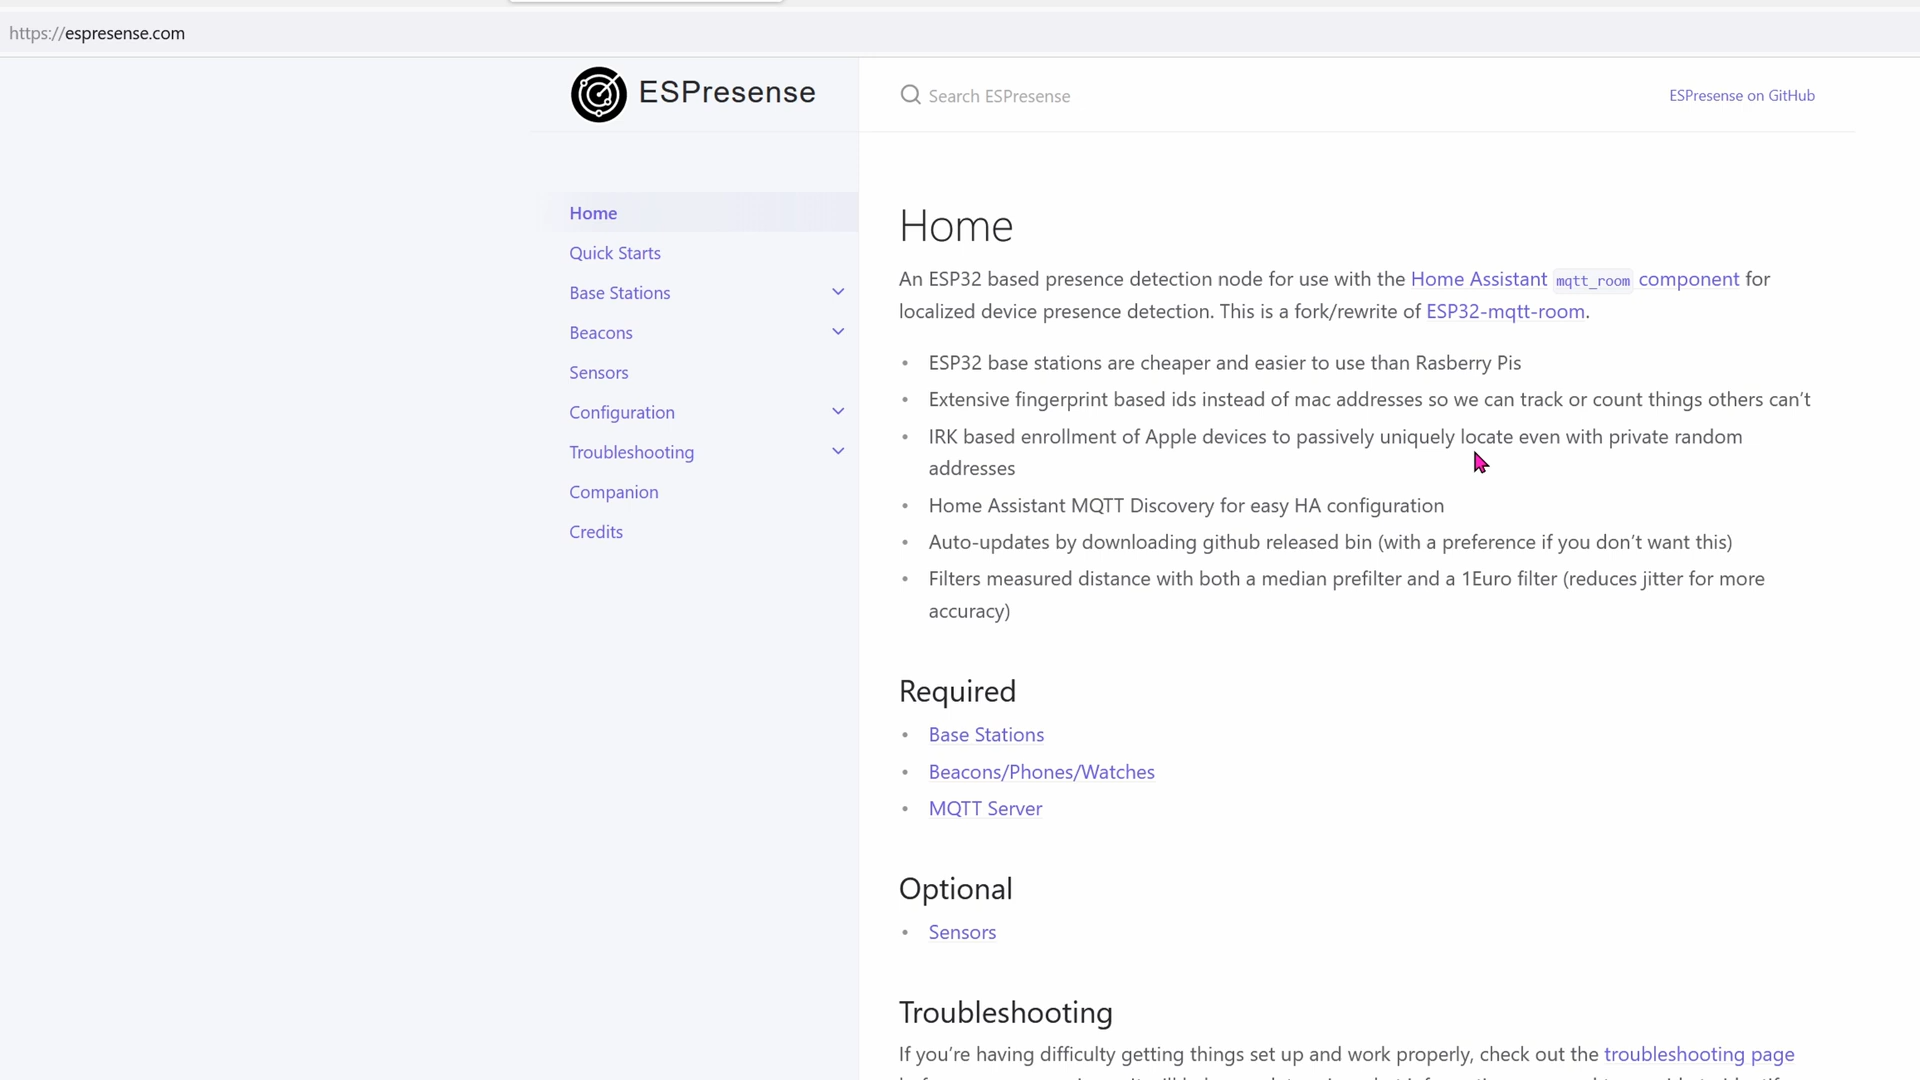 https://espresense.com
ESPresense
Search ESPresense
ESPresense on GitHub
Home
Quick Starts
Base Stations
Beacons
Sensors
Configuration
Troubleshooting
Companion
Credits
Home
An ESP32 based presence detection node for use with the Home Assistant mqtt_room component for
localized device presence detection. This is a fork/rewrite of ESP32-mqtt-room.
• ESP32 base stations are cheaper and easier to use than Rasberry Pis
• Extensive fingerprint based ids instead of mac addresses so we can track or count things others can’t
• IRK based enrollment of Apple devices to passively uniquely locate even with private random
addresses
• Home Assistant MQTT Discovery for easy HA configuration
• Auto-updates by downloading github released bin (with a preference if you don’t want this)
• Filters measured distance with both a median prefilter and a 1Euro filter (reduces jitter for more
accuracy)
Required
• Base Stations
• Beacons/Phones/Watches
• MQTT Server
Optional
• Sensors
Troubleshooting
If you’re having difficulty getting things set up and work properly, check out the troubleshooting page